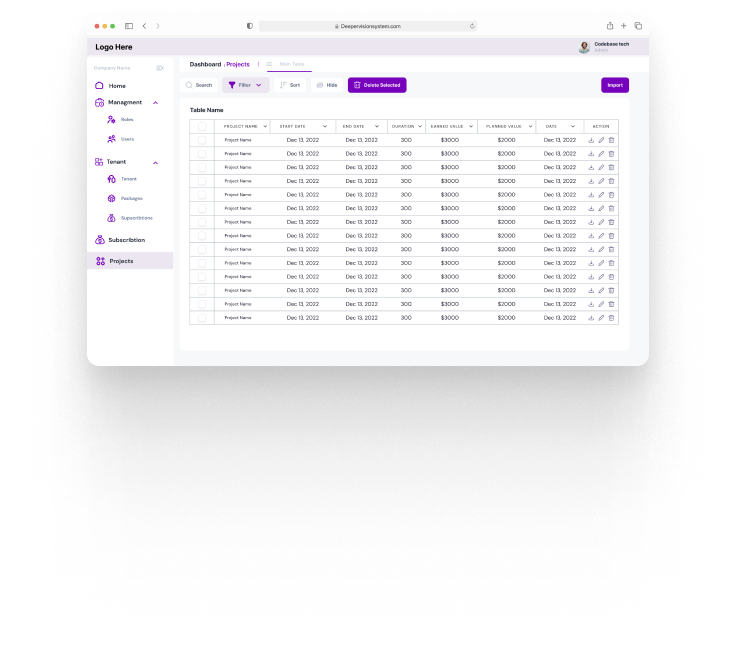 Deepervisionsystem.com
Logo Here
Codebase tech
Admin
Company Name
Dashboard / Projects
Main Table
Home
Managment
Roles
Users
Tenant
Tenant
Packages
Supscribtions
Subscribtion
Projects
Search
Filter
Sort
Hide
Delete Selected
Import
Table Name
PROJECT NAME START DATE END DATE DURATION EARNED VALUE PLANNED VALUE DATE ACTION
Project Name Dec 13, 2022 Dec 13, 2022 300 $3000 $2000 Dec 13, 2022
Project Name Dec 13, 2022 Dec 13, 2022 300 $3000 $2000 Dec 13, 2022
Project Name Dec 13, 2022 Dec 13, 2022 300 $3000 $2000 Dec 13, 2022
Project Name Dec 13, 2022 Dec 13, 2022 300 $3000 $2000 Dec 13, 2022
Project Name Dec 13, 2022 Dec 13, 2022 300 $3000 $2000 Dec 13, 2022
Project Name Dec 13, 2022 Dec 13, 2022 300 $3000 $2000 Dec 13, 2022
Project Name Dec 13, 2022 Dec 13, 2022 300 $3000 $2000 Dec 13, 2022
Project Name Dec 13, 2022 Dec 13, 2022 300 $3000 $2000 Dec 13, 2022
Project Name Dec 13, 2022 Dec 13, 2022 300 $3000 $2000 Dec 13, 2022
Project Name Dec 13, 2022 Dec 13, 2022 300 $3000 $2000 Dec 13, 2022
Project Name Dec 13, 2022 Dec 13, 2022 300 $3000 $2000 Dec 13, 2022
Project Name Dec 13, 2022 Dec 13, 2022 300 $3000 $2000 Dec 13, 2022
Project Name Dec 13, 2022 Dec 13, 2022 300 $3000 $2000 Dec 13, 2022
Project Name Dec 13, 2022 Dec 13, 2022 300 $3000 $2000 Dec 13, 2022